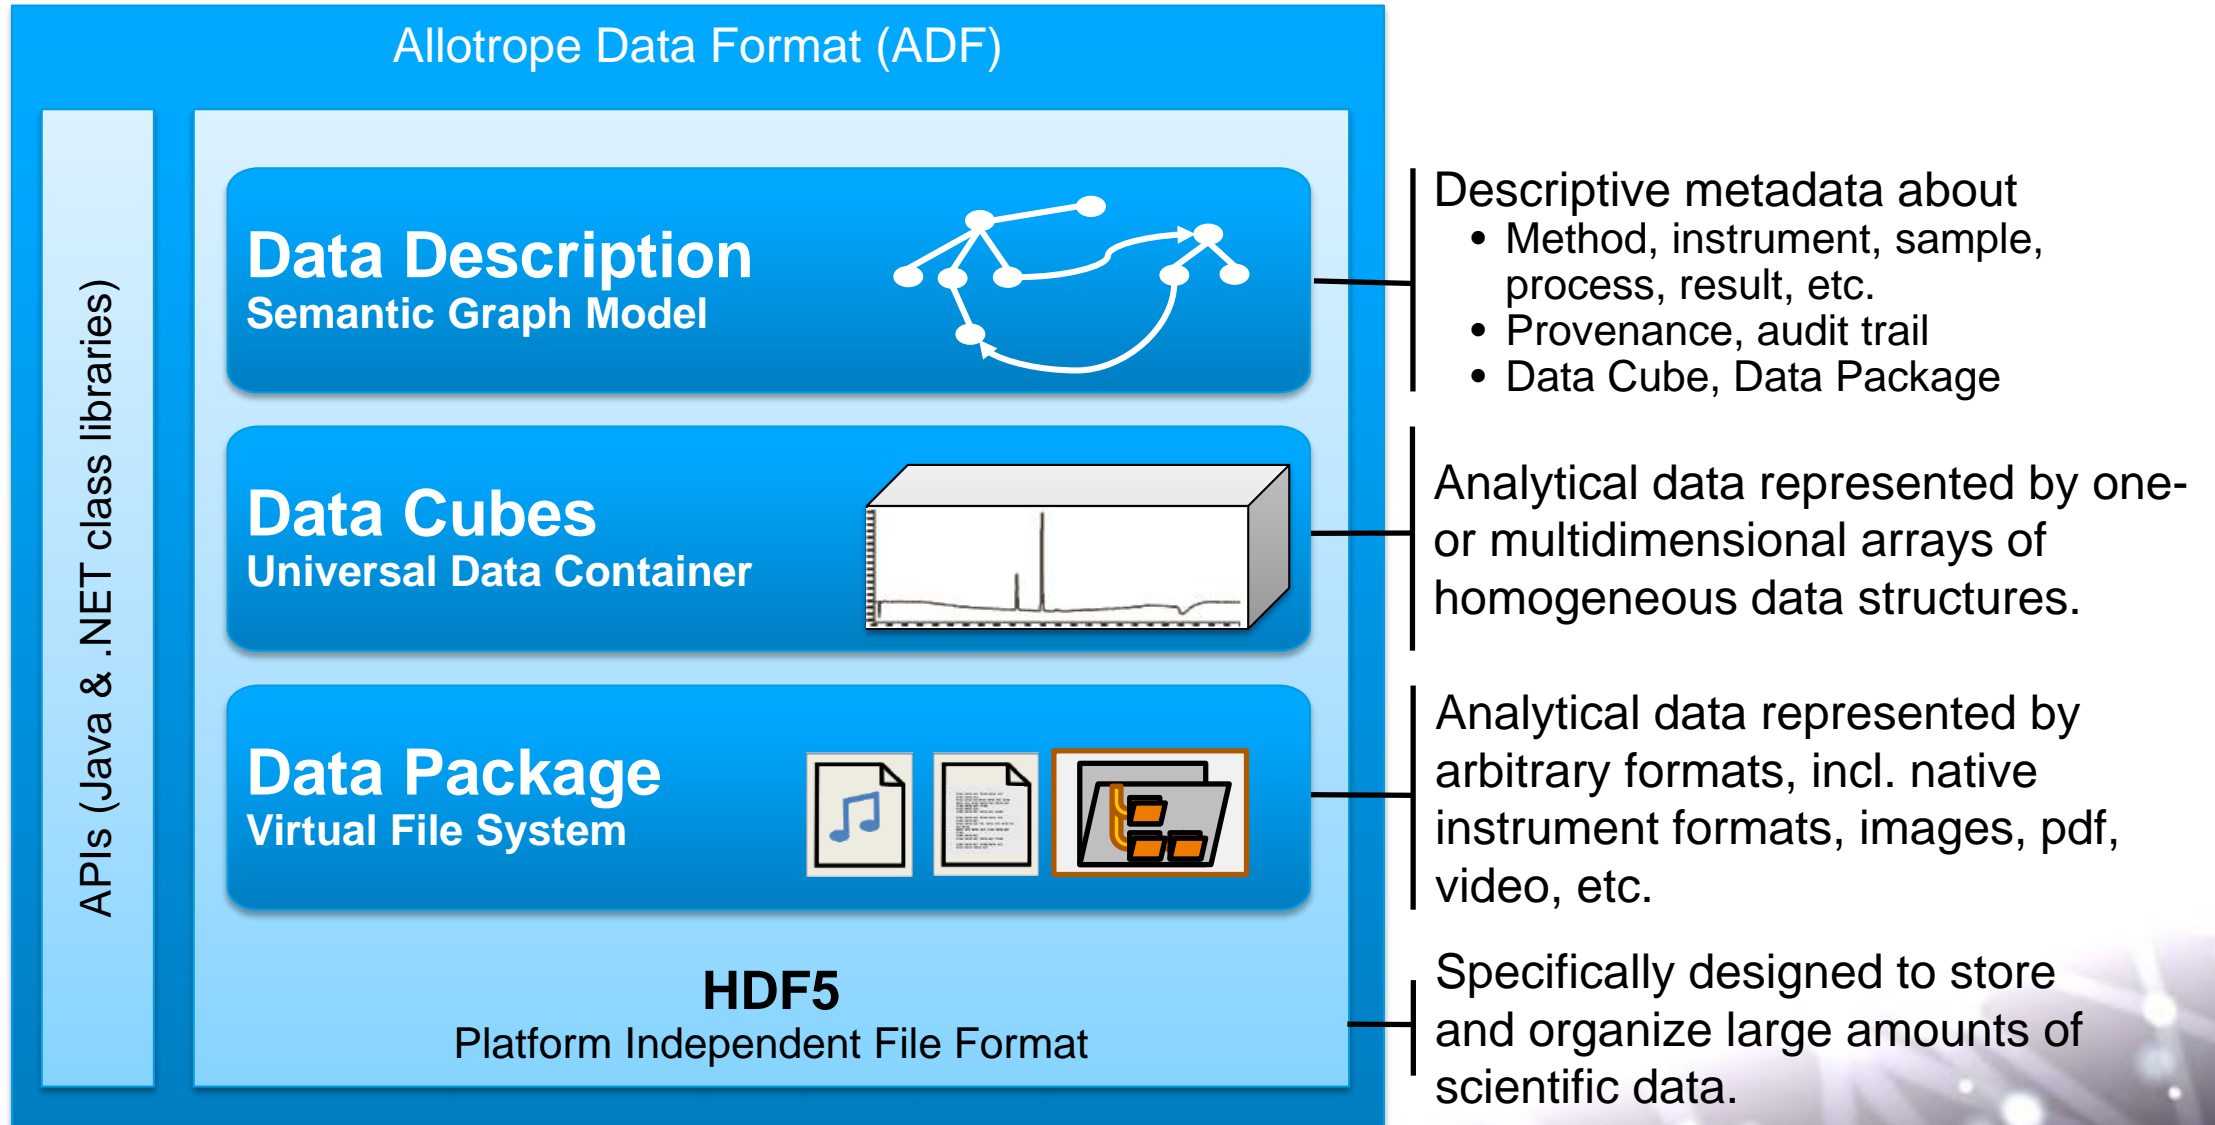 Allotrope Data Format (ADF)
APIs (Java & .NET class libraries)
Data Description
Semantic Graph Model
Descriptive metadata about
• Method, instrument, sample,
process, result, etc.
• Provenance, audit trail
• Data Cube, Data Package
Data Cubes
Universal Data Container
Analytical data represented by one-
or multidimensional arrays of
homogeneous data structures.
Data Package
Virtual File System
Analytical data represented by
arbitrary formats, incl. native
instrument formats, images, pdf,
video, etc.
HDF5
Platform Independent File Format
Specifically designed to store
and organize large amounts of
scientific data.